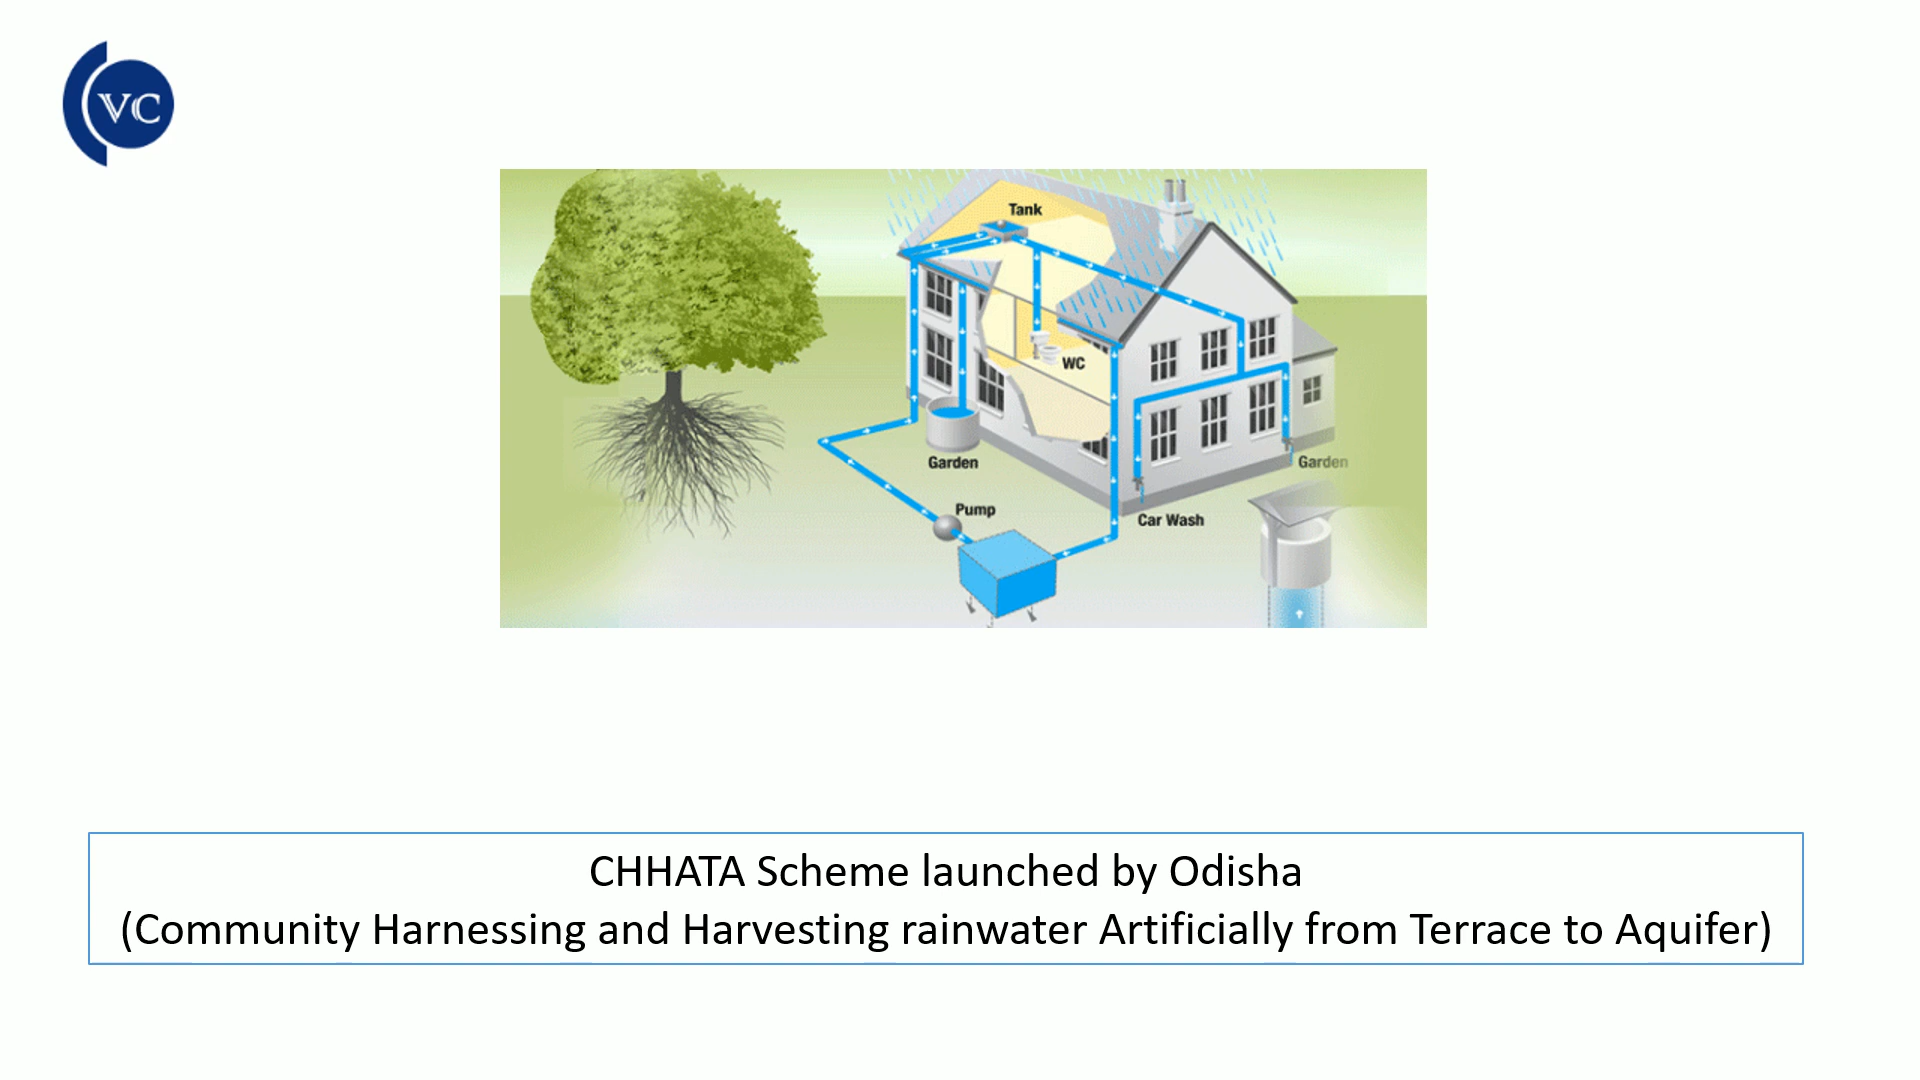 VC
Tank
WC
Garden
Garden
Pump
Car Wash
CHHATA Scheme launched by Odisha
(Community Harnessing and Harvesting rainwater Artificially from Terrace to Aquifer)